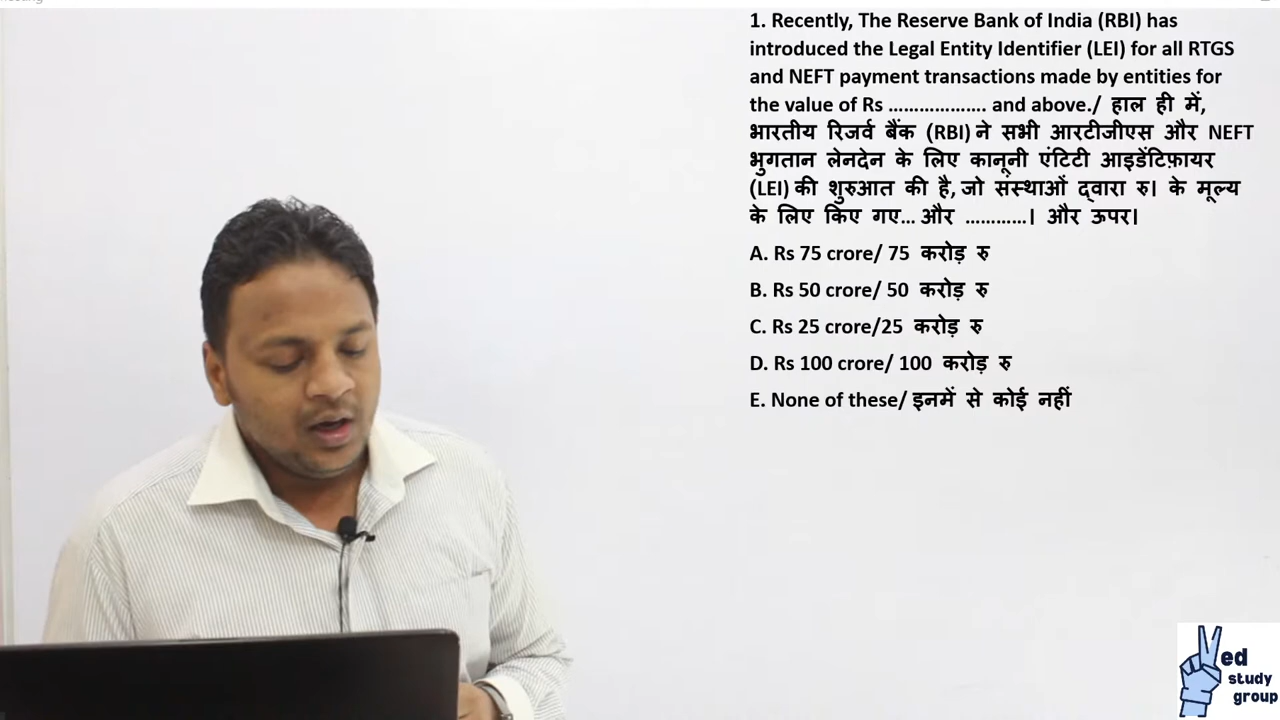 1. Recently, The Reserve Bank of India (RBI) has
introduced the Legal Entity Identifier (LEI) for all RTGS
and NEFT payment transactions made by entities for
the value of Rs ………………. and above./ हाल ही में,
भारतीय रिजर्व बैंक (RBI) ने सभी आरटीजीएस और NEFT
भुगतान लेनदेन के लिए कानूनी एंटिटी आइडेंटिफ़ायर
(LEI) की शुरुआत की है, जो संस्थाओं द्वारा रु। के मूल्य
के लिए किए गए... और …………। और ऊपर।
A. Rs 75 crore/ 75 करोड़ रु
B. Rs 50 crore/ 50 करोड़ रु
C. Rs 25 crore/25 करोड़ रु
D. Rs 100 crore/ 100 करोड़ रु
E. None of these/ इनमें से कोई नहीं
Ved
study
group